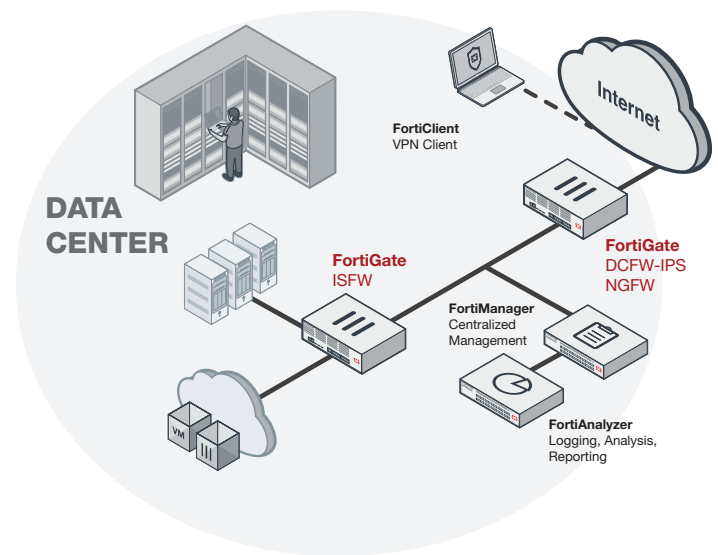 Internet
FortiClient
VPN Client
DATA
CENTER
FortiGate
DCFW-IPS
NGFW
FortiGate
ISFW
FortiManager
Centralized
Management
FortiAnalyzer
Logging, Analysis,
Reporting
VM